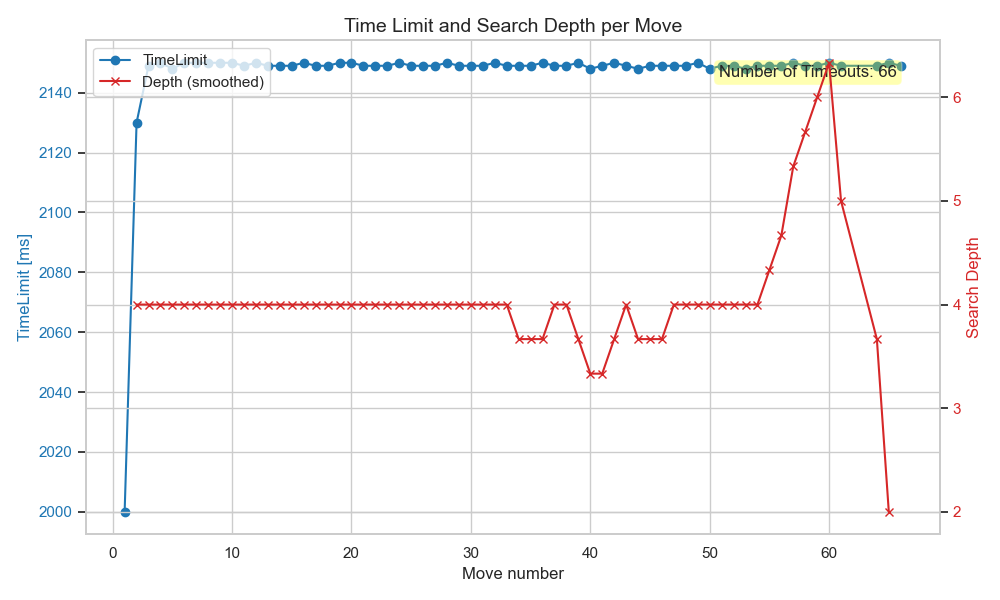 Time Limit and Search Depth per Move
TimeLimit
Depth (smoothed)
Number of Timeouts: 66
TimeLimit [ms]
2140
2120
2100
2080
2060
2040
2020
2000
6
5
4
3
2
Search Depth
0 10 20 30 40 50 60
Move number